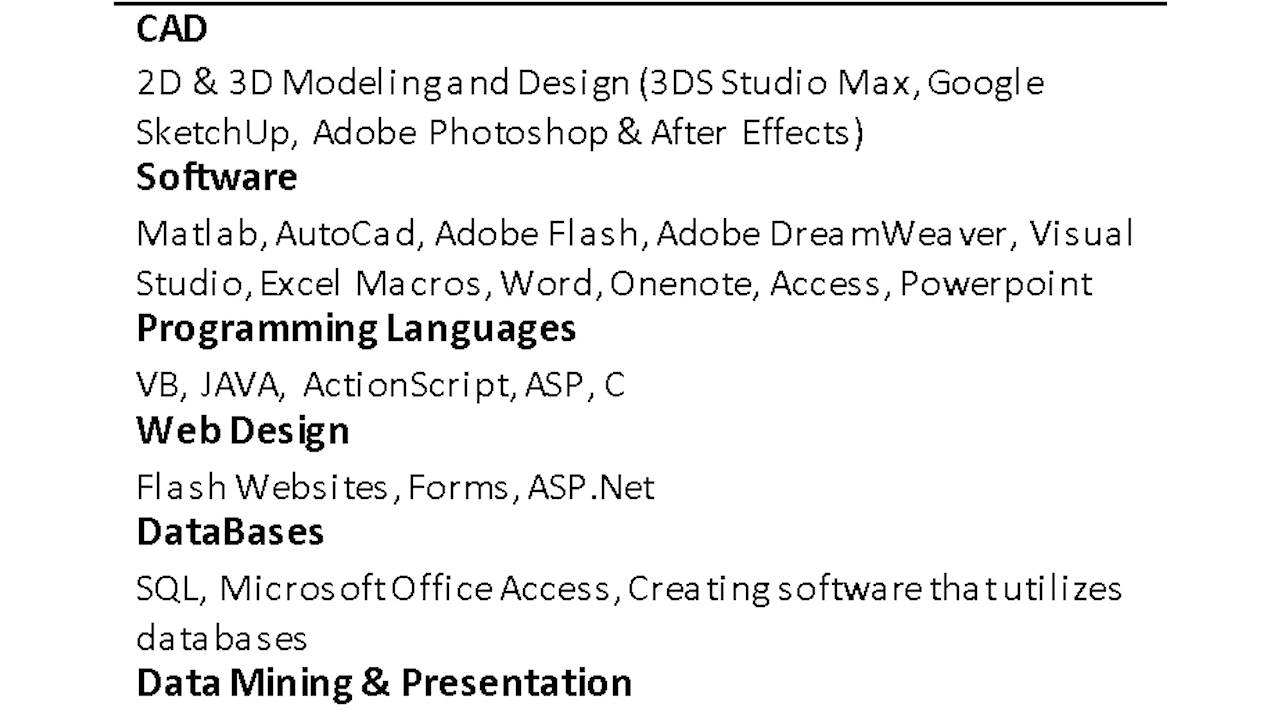 CAD
2D & 3D Modeling and Design (3DS Studio Max, Google
SketchUp, Adobe Photoshop & After Effects)
Software
Matlab, AutoCad, Adobe Flash, Adobe DreamWeaver, Visual
Studio, Excel Macros, Word, Onenote, Access, Powerpoint
Programming Languages
VB, JAVA, ActionScript, ASP, C
Web Design
Flash Websites, Forms, ASP.Net
DataBases
SQL, Microsoft Office Access, Creating software that utilizes
databases
Data Mining & Presentation